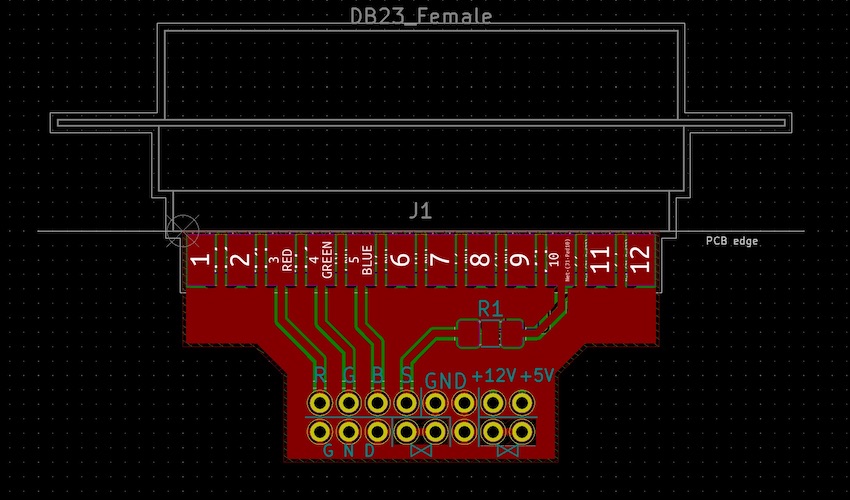 DB23_Female
J1
PCB edge
1 2 3 RED 4 GREEN 5 BLUE 6 7 8 9 10 11 12
R1
R G B S GND +12V +5V
G N D